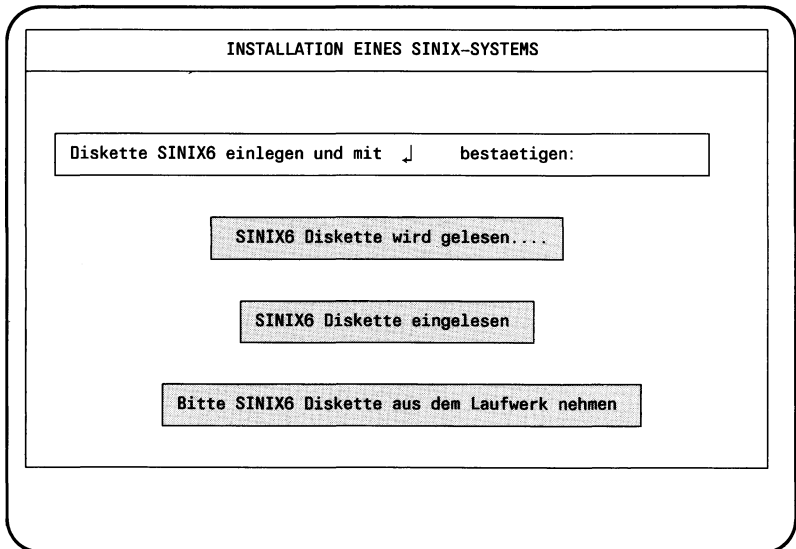 INSTALLATION EINES SINIX-SYSTEMS
Diskette SINIX6 einlegen und mit ↲ bestaetigen:
SINIX6 Diskette wird gelesen....
SINIX6 Diskette eingelesen
Bitte SINIX6 Diskette aus dem Laufwerk nehmen